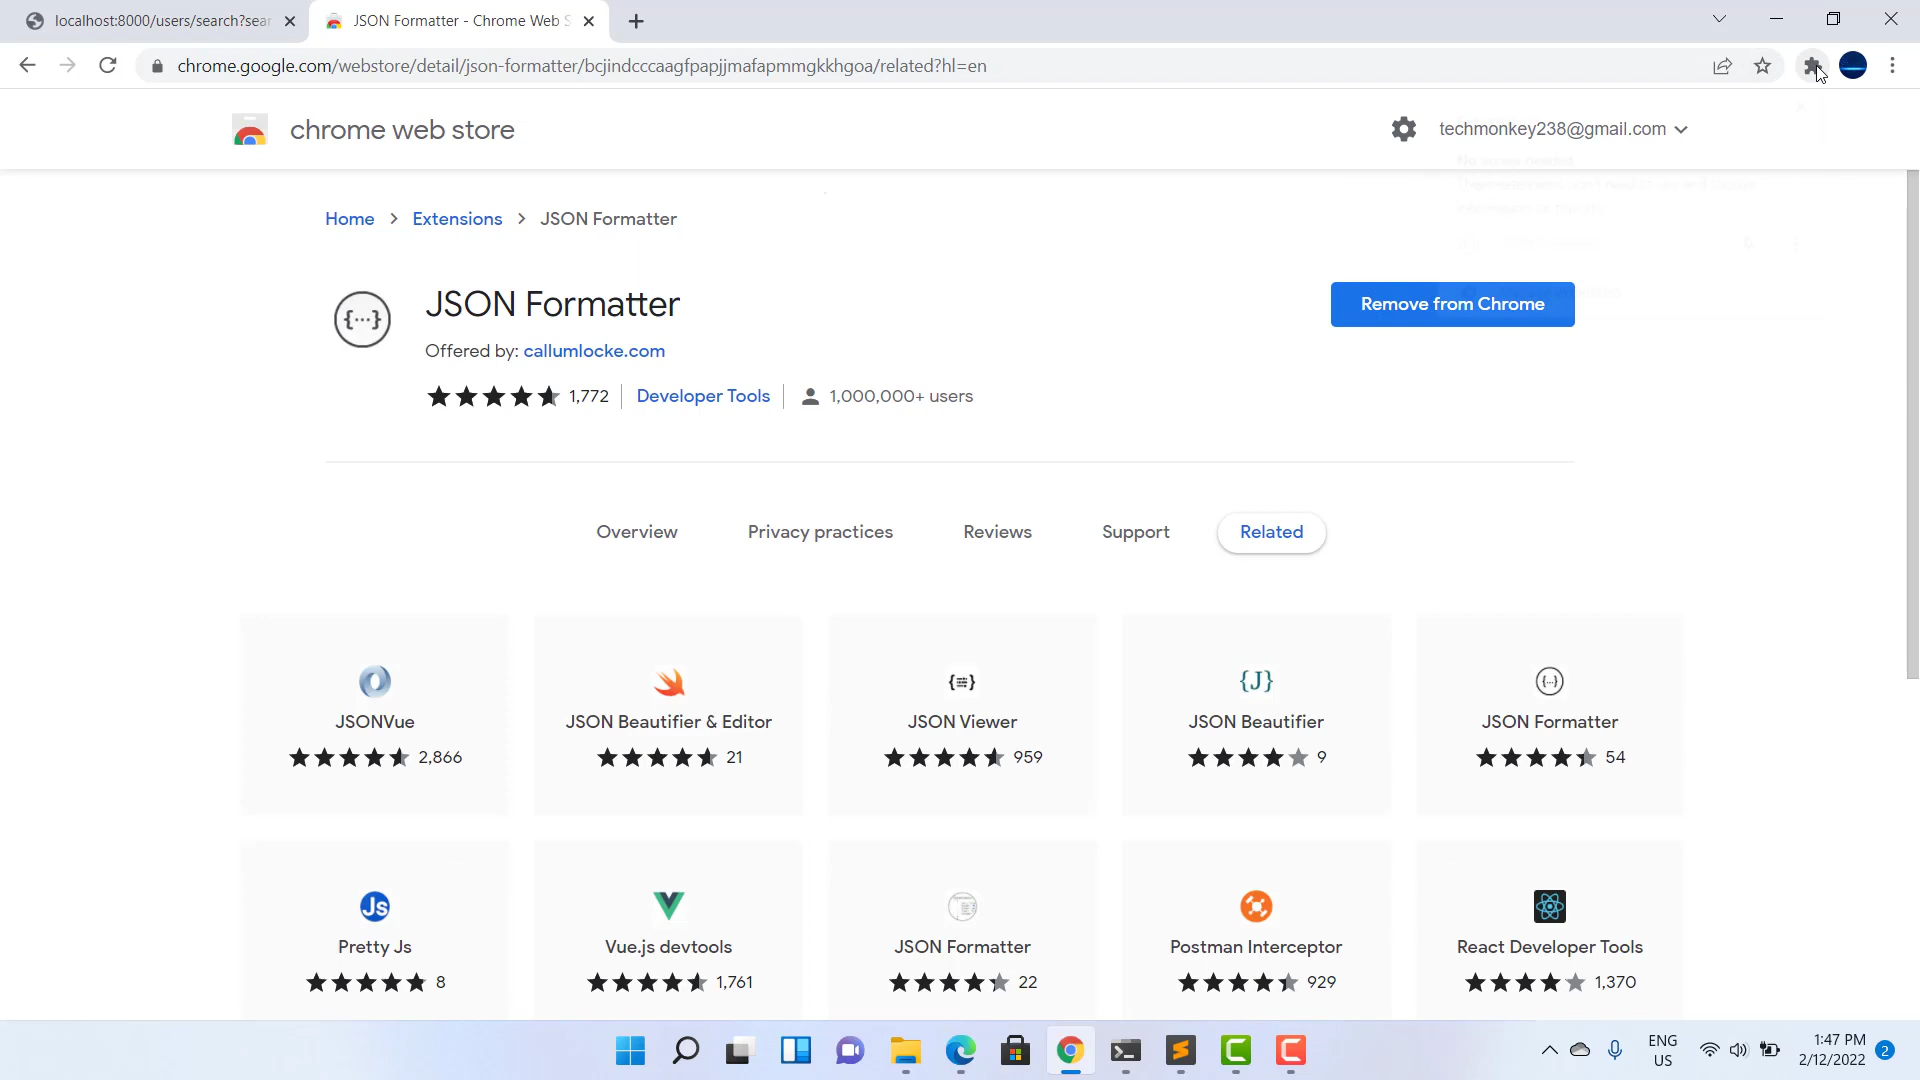 localhost:8000/users/search?sear
JSON Formatter - Chrome Web S
chrome.google.com/webstore/detail/json-formatter/bcjindcccaagfpapjjmafapmmgkkhgoa/related?hl=en
chrome web store
techmonkey238@gmail.com
Home > Extensions > JSON Formatter
JSON Formatter
Remove from Chrome
{···}
Offered by: callumlocke.com
1,772
Developer Tools
1,000,000+ users
Overview
Privacy practices
Reviews
Support
Related
{J}
JSONVue
JSON Beautifier & Editor
JSON Viewer
JSON Beautifier
JSON Formatter
2,866
21
959
9
54
Js
Pretty Js
Vue.js devtools
JSON Formatter
Postman Interceptor
React Developer Tools
8
1,761
22
929
1,370
ENG
US
1:47 PM
2/12/2022
2